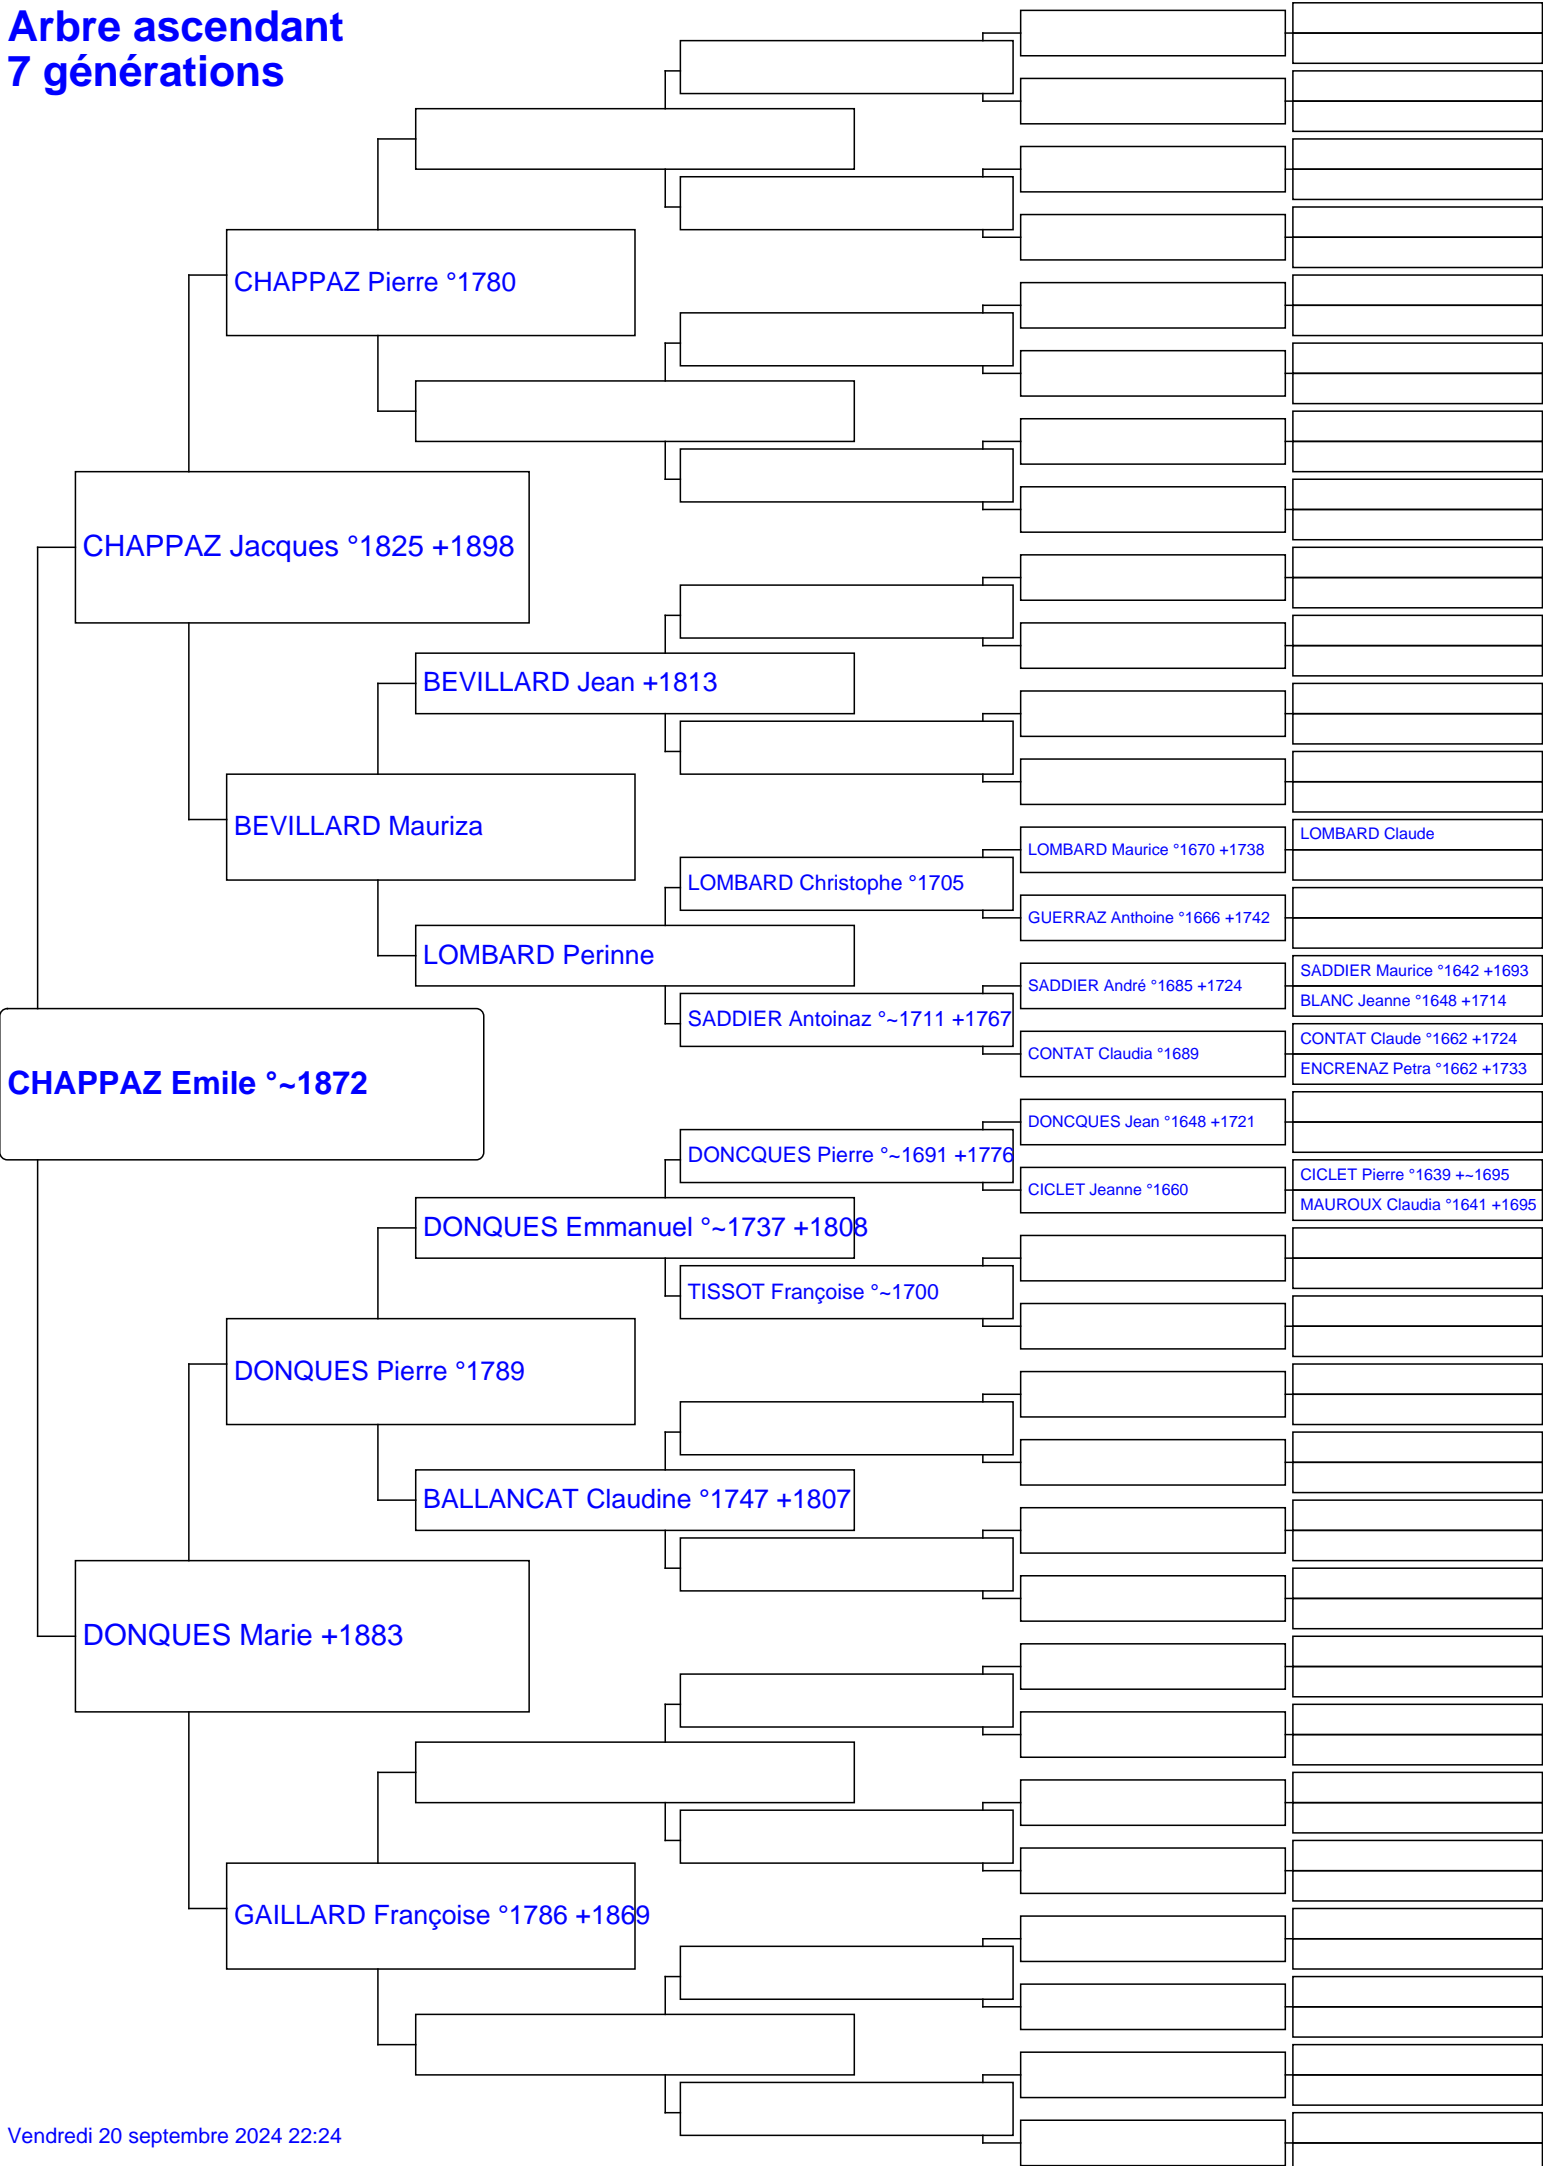 Arbre ascendant
7 générations
CHAPPAZ Pierre °1780
CHAPPAZ Jacques °1825 +1898
BEVILLARD Jean +1813
BEVILLARD Mauriza
LOMBARD Claude
LOMBARD Maurice °1670 +1738
LOMBARD Christophe °1705
GUERRAZ Anthoine °1666 +1742
LOMBARD Perinne
SADDIER Maurice °1642 +1693
SADDIER André °1685 +1724
BLANC Jeanne °1648 +1714
SADDIER Antoinaz °~1711 +1767
CONTAT Claude °1662 +1724
CONTAT Claudia °1689
ENCRENAZ Petra °1662 +1733
CHAPPAZ Emile °~1872
DONCQUES Jean °1648 +1721
DONCQUES Pierre °~1691 +1776
CICLET Pierre °1639 +~1695
CICLET Jeanne °1660
MAUROUX Claudia °1641 +1695
DONQUES Emmanuel °~1737 +1808
TISSOT Françoise °~1700
DONQUES Pierre °1789
BALLANCAT Claudine °1747 +1807
DONQUES Marie +1883
GAILLARD Françoise °1786 +1869
Vendredi 20 septembre 2024 22:24